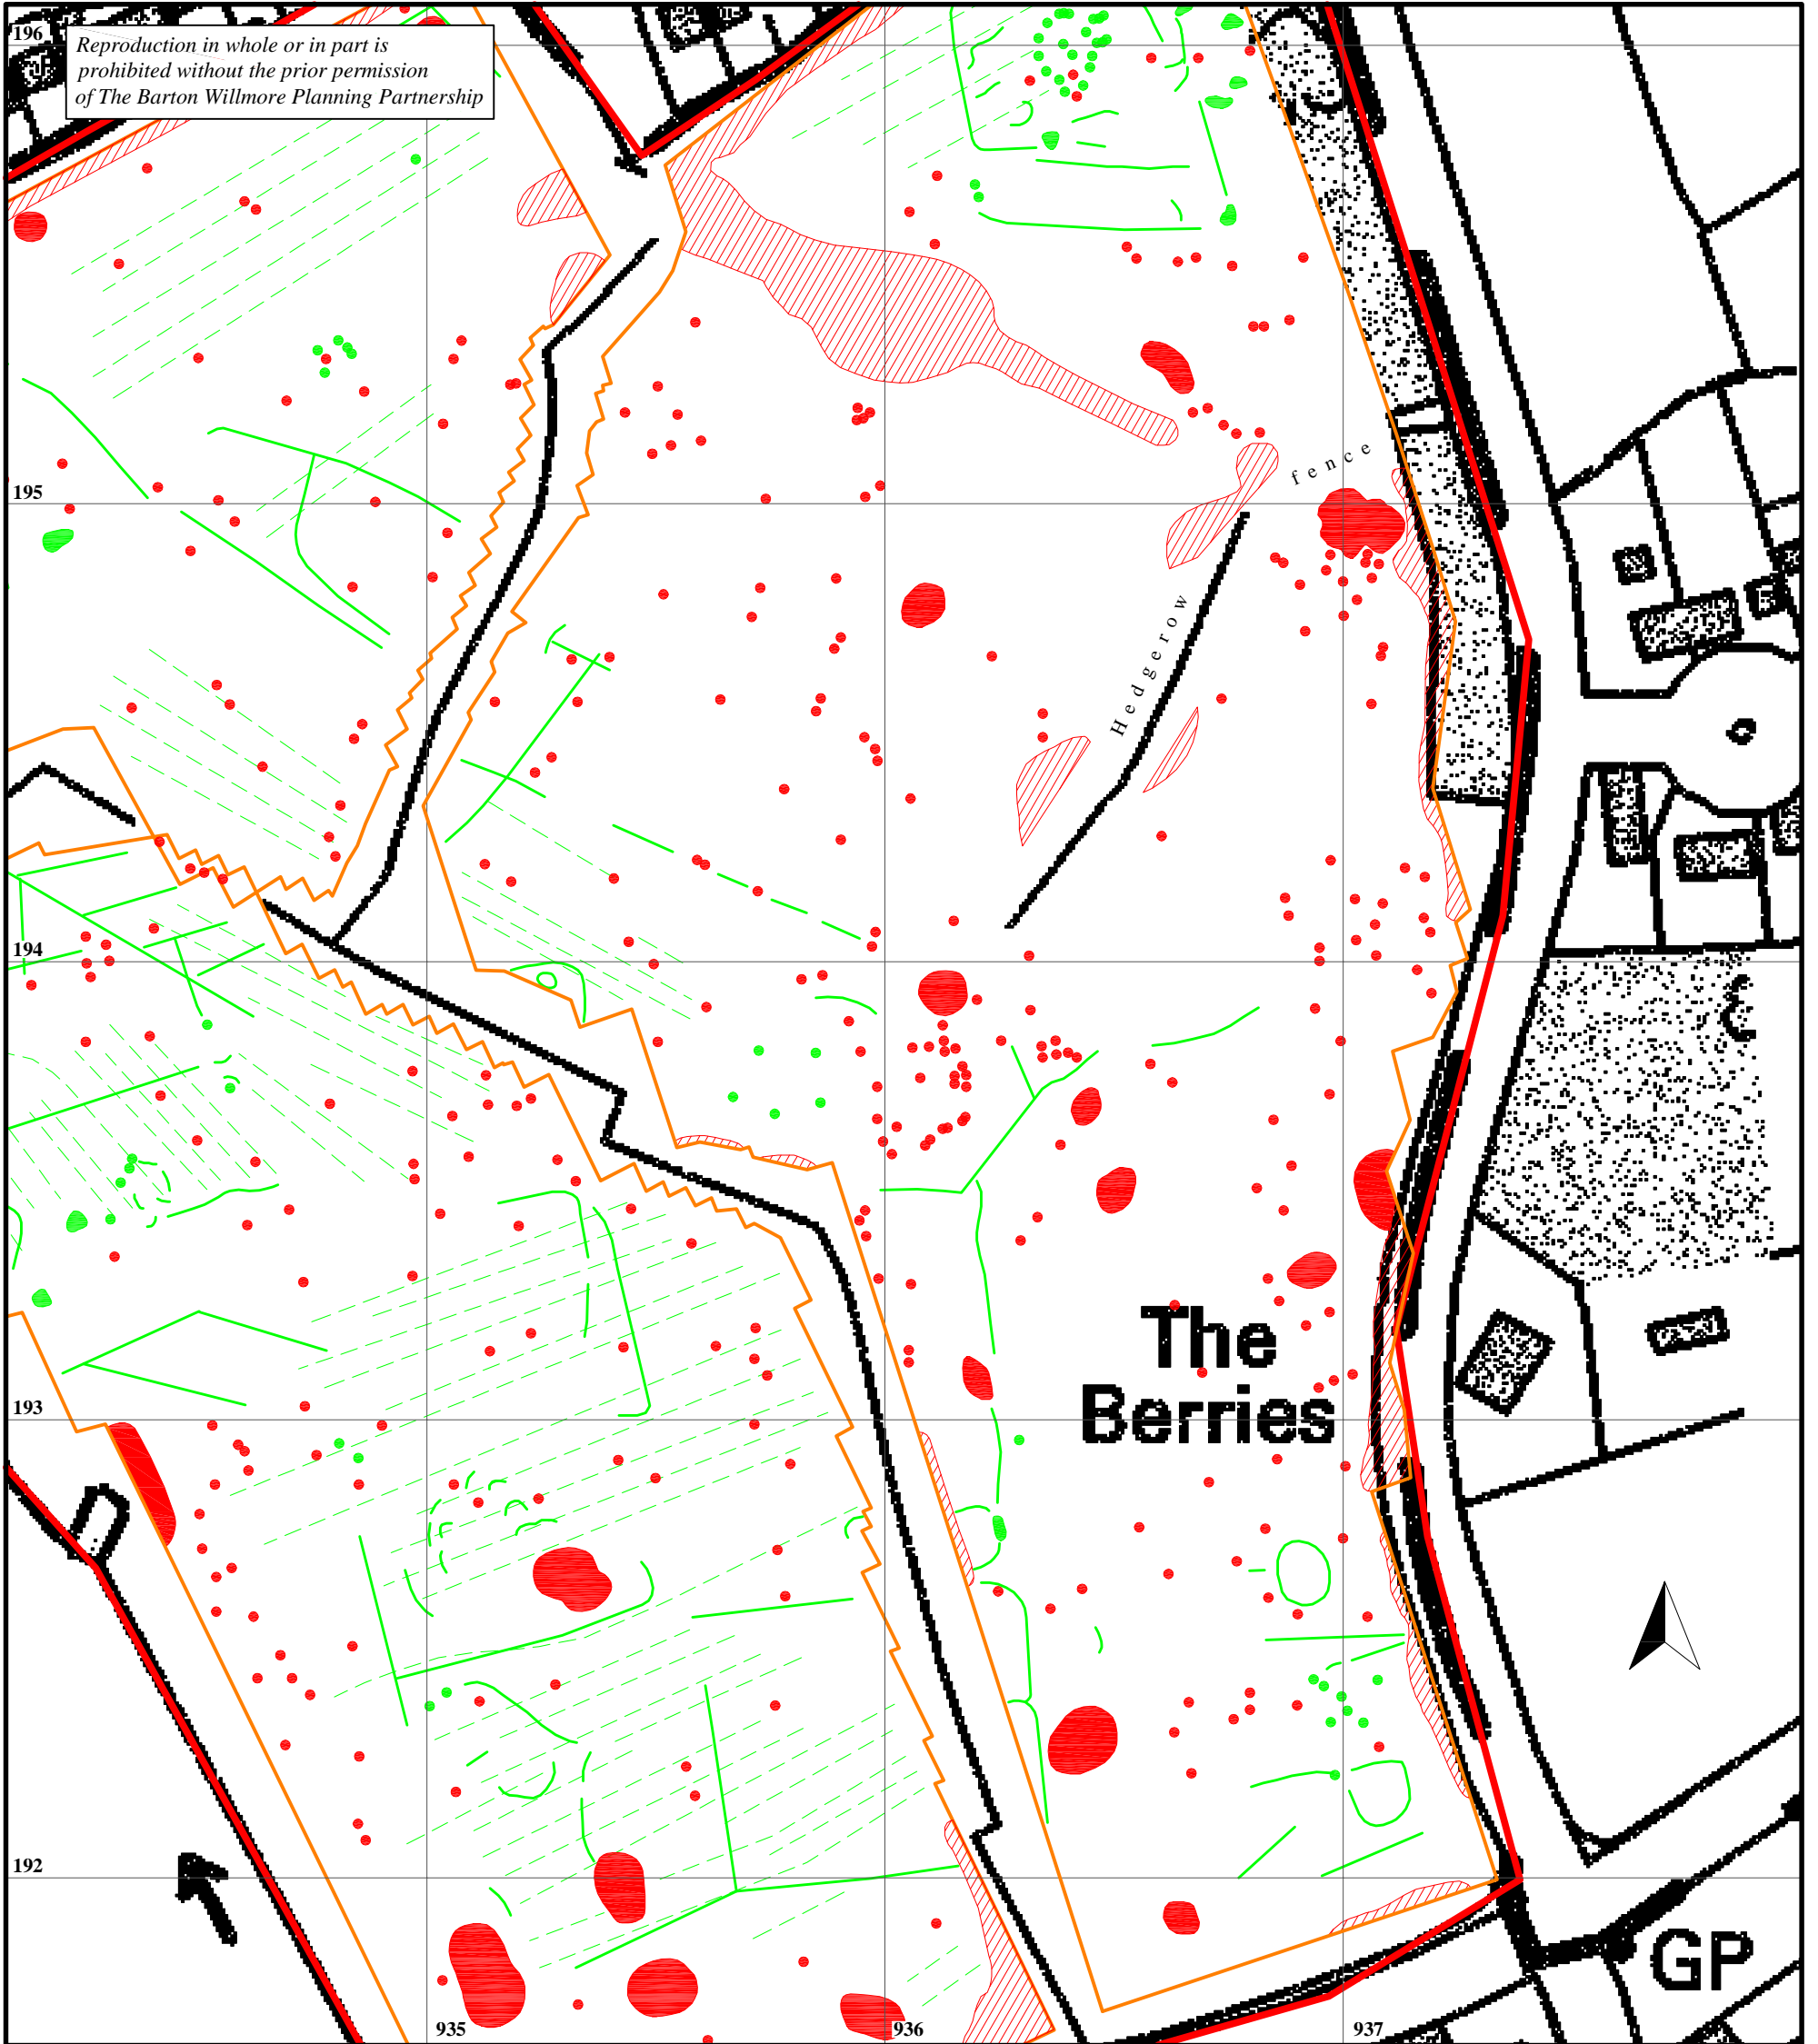 196
Reproduction in whole or in part is
prohibited without the prior permission
of The Barton Willmore Planning Partnership
fence
195
Hedgerow
194
The
Berries
193
192
GP
935
936
937